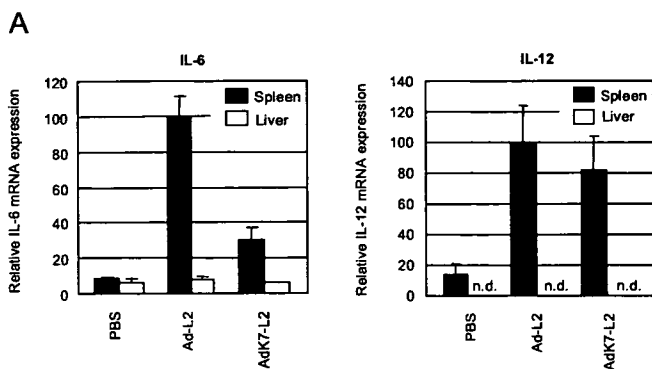 A
IL-6
Relative IL-6 mRNA expression
120
100
80
60
40
20
0
Spleen
Liver
PBS
Ad-L2
AdK7-L2
IL-12
Relative IL-12 mRNA expression
140
120
100
80
60
40
20
0
Spleen
Liver
n.d.
n.d.
n.d.
PBS
Ad-L2
AdK7-L2